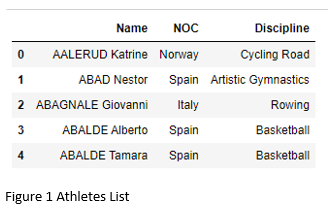 Name NOC Discipline
0 AALERUD Katrine Norway Cycling Road
1 ABAD Nestor Spain Artistic Gymnastics
2 ABAGNALE Giovanni Italy Rowing
3 ABALDE Alberto Spain Basketball
4 ABALDE Tamara Spain Basketball
Figure 1 Athletes List